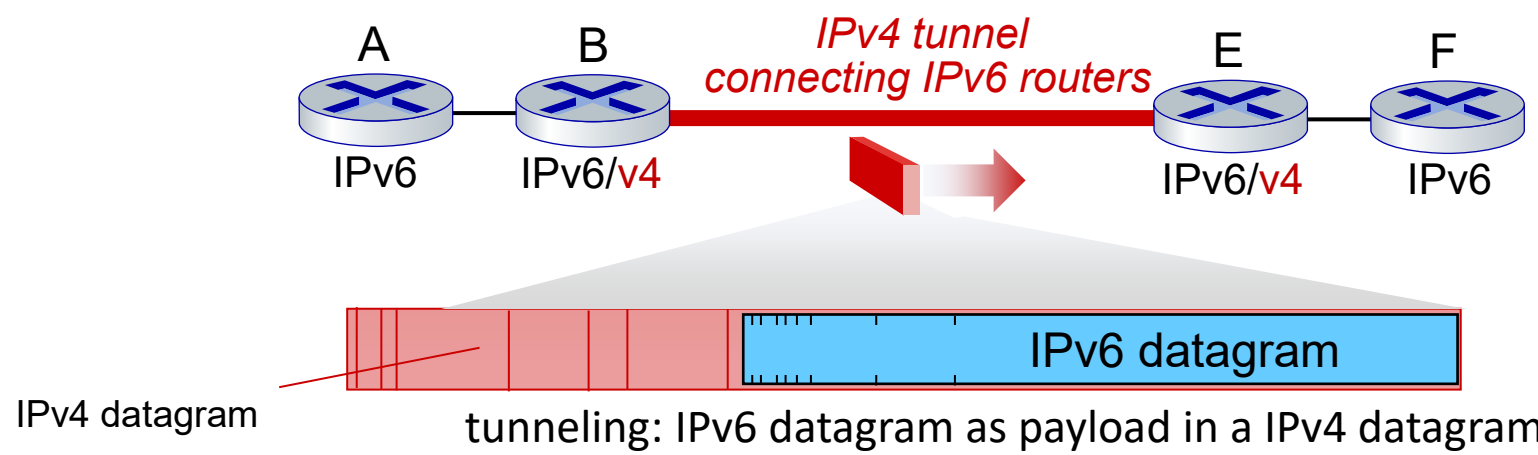 A
B
IPv4 tunnel
connecting IPv6 routers
E
F
IPv6
IPv6/v4
IPv6/v4
IPv6
IPv6 datagram
IPv4 datagram
tunneling: IPv6 datagram as payload in a IPv4 datagram